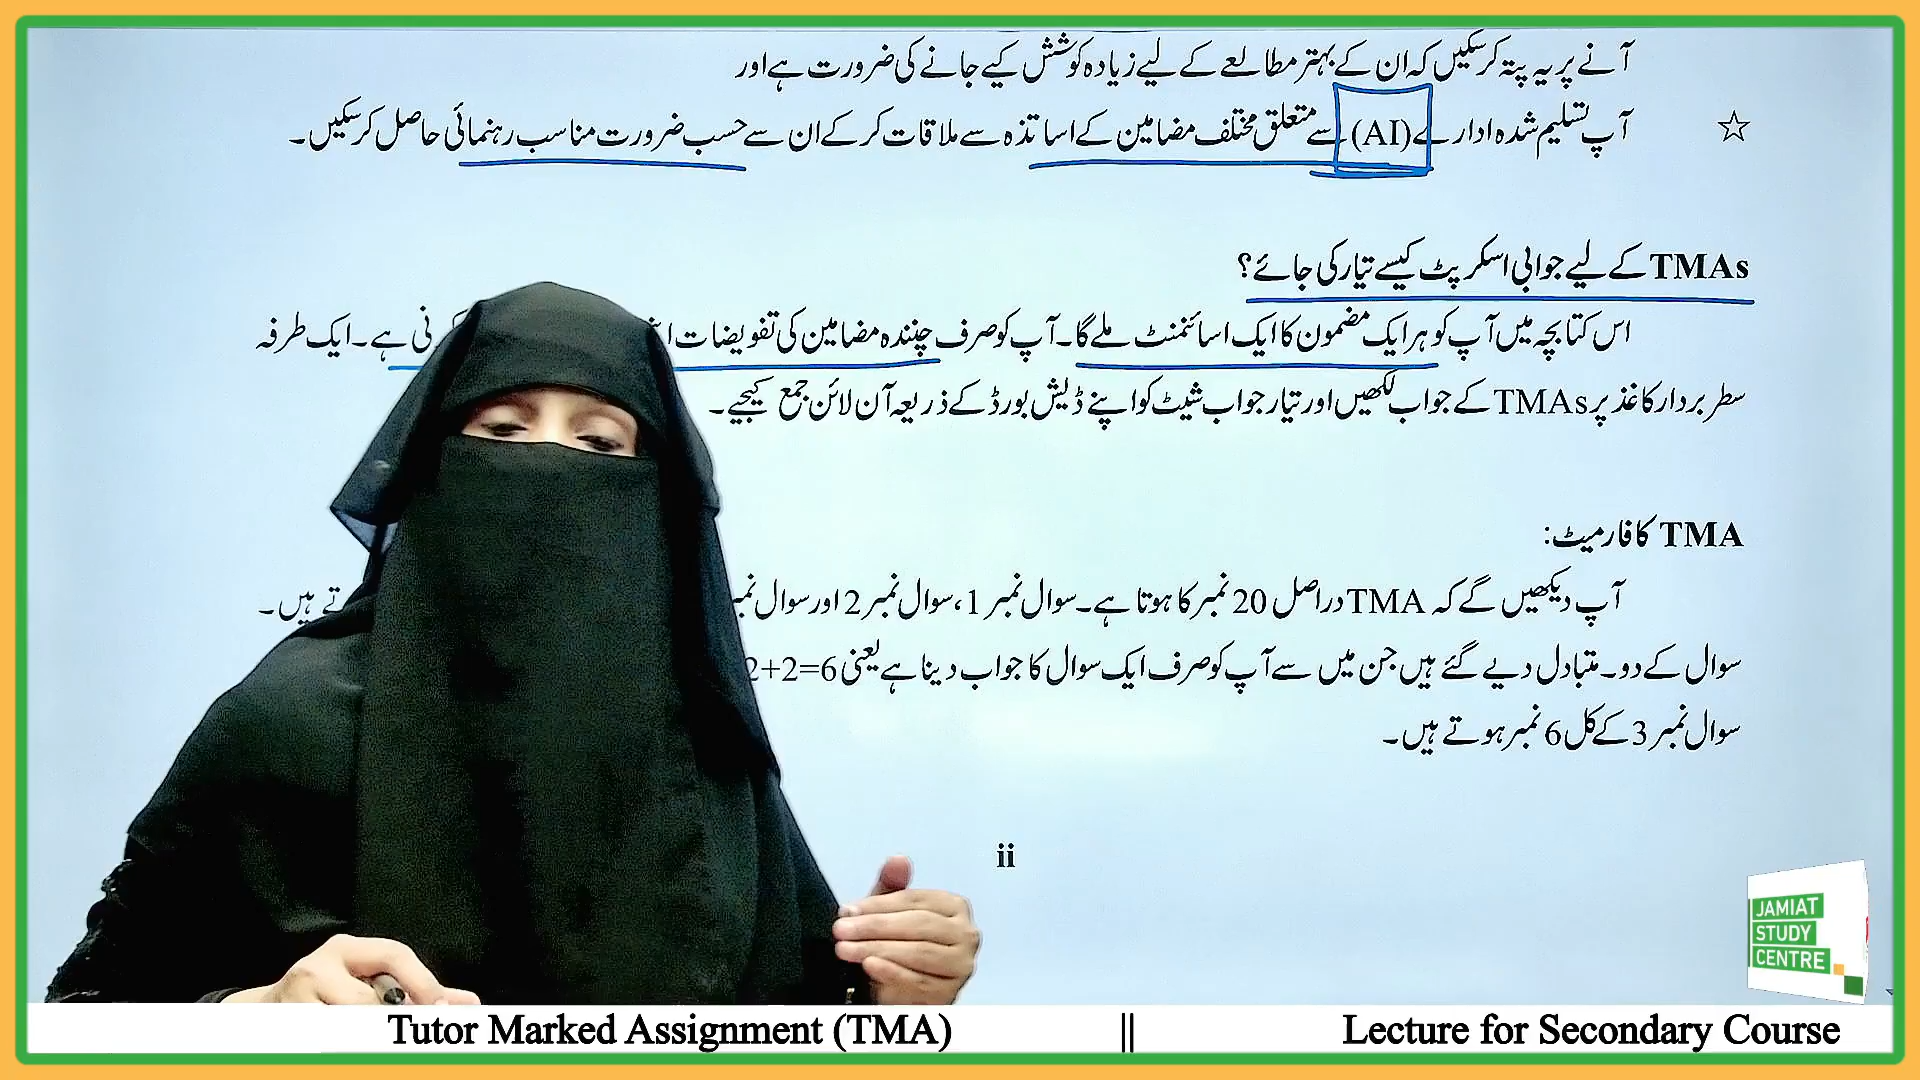 آنے پر یہ پتہ کرسکیں کہ ان کے بہتر مطالعے کے لیے زیادہ کوشش کیے جانے کی ضرورت ہے اور
☆ آپ تسلیم شدہ ادارے (AI) سے متعلق مختلف مضامین کے اساتذہ سے ملاقات کرکے ان سے حسب ضرورت مناسب رہنمائی حاصل کرسکیں۔
TMAs کے لیے جوابی اسکرپٹ کیسے تیار کی جائے؟
اس کتابچہ میں آپ کو ہر ایک مضمون کا ایک اسائنمنٹ ملے گا۔ آپ کو صرف چنندہ مضامین کی تفویضات نی ہے۔ ایک طرفہ
سطر بردار کاغذ پر TMAs کے جواب لکھیں اور تیار جواب شیٹ کو اپنے ڈیش بورڈ کے ذریعہ آن لائن جمع کیجیے۔
TMA کا فارمیٹ:
آپ دیکھیں گے کہ TMA دراصل 20 نمبر کا ہوتا ہے۔ سوال نمبر 1، سوال نمبر 2 اور سوال نمبر تے ہیں۔
سوال کے دو۔ متبادل دیے گئے ہیں جن میں سے آپ کو صرف ایک سوال کا جواب دینا ہے یعنی 2+2=6
سوال نمبر 3 کے کل 6 نمبر ہوتے ہیں۔
ii
JAMIAT
STUDY
CENTRE
Tutor Marked Assignment (TMA) || Lecture for Secondary Course